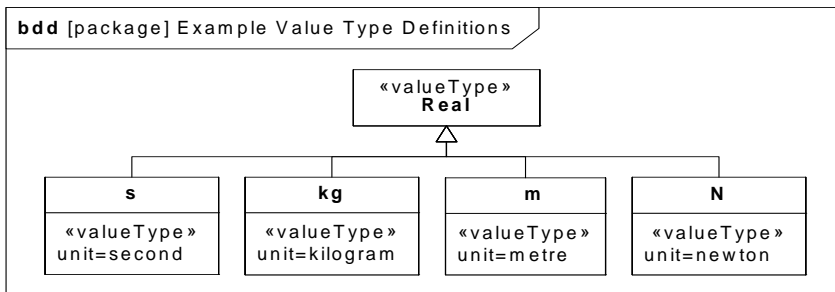 bdd [package] Example Value Type Definitions
«valueType»
Real
s
«valueType»
unit=second
kg
«valueType»
unit=kilogram
m
«valueType»
unit=metre
N
«valueType»
unit=newton